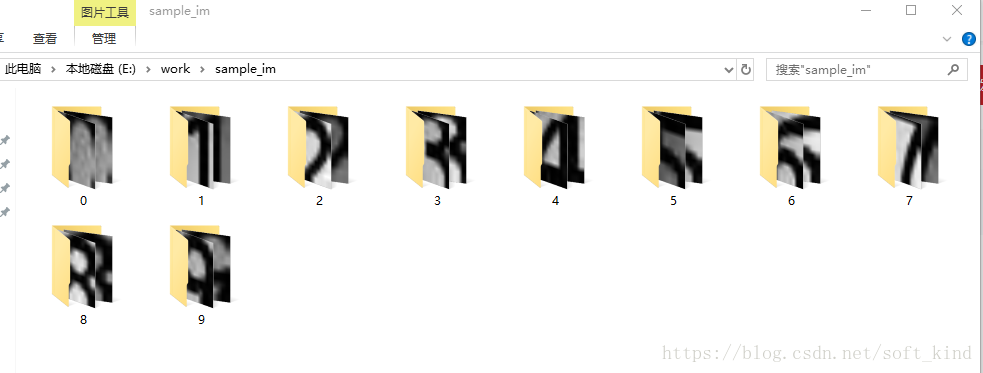 图片工具 sample_im
享 查看 管理
此电脑 › 本地磁盘 (E:) › work › sample_im
搜索"sample_im"
0 1 2 3 4 5 6 7
8 9
https://blog.csdn.net/soft_kind